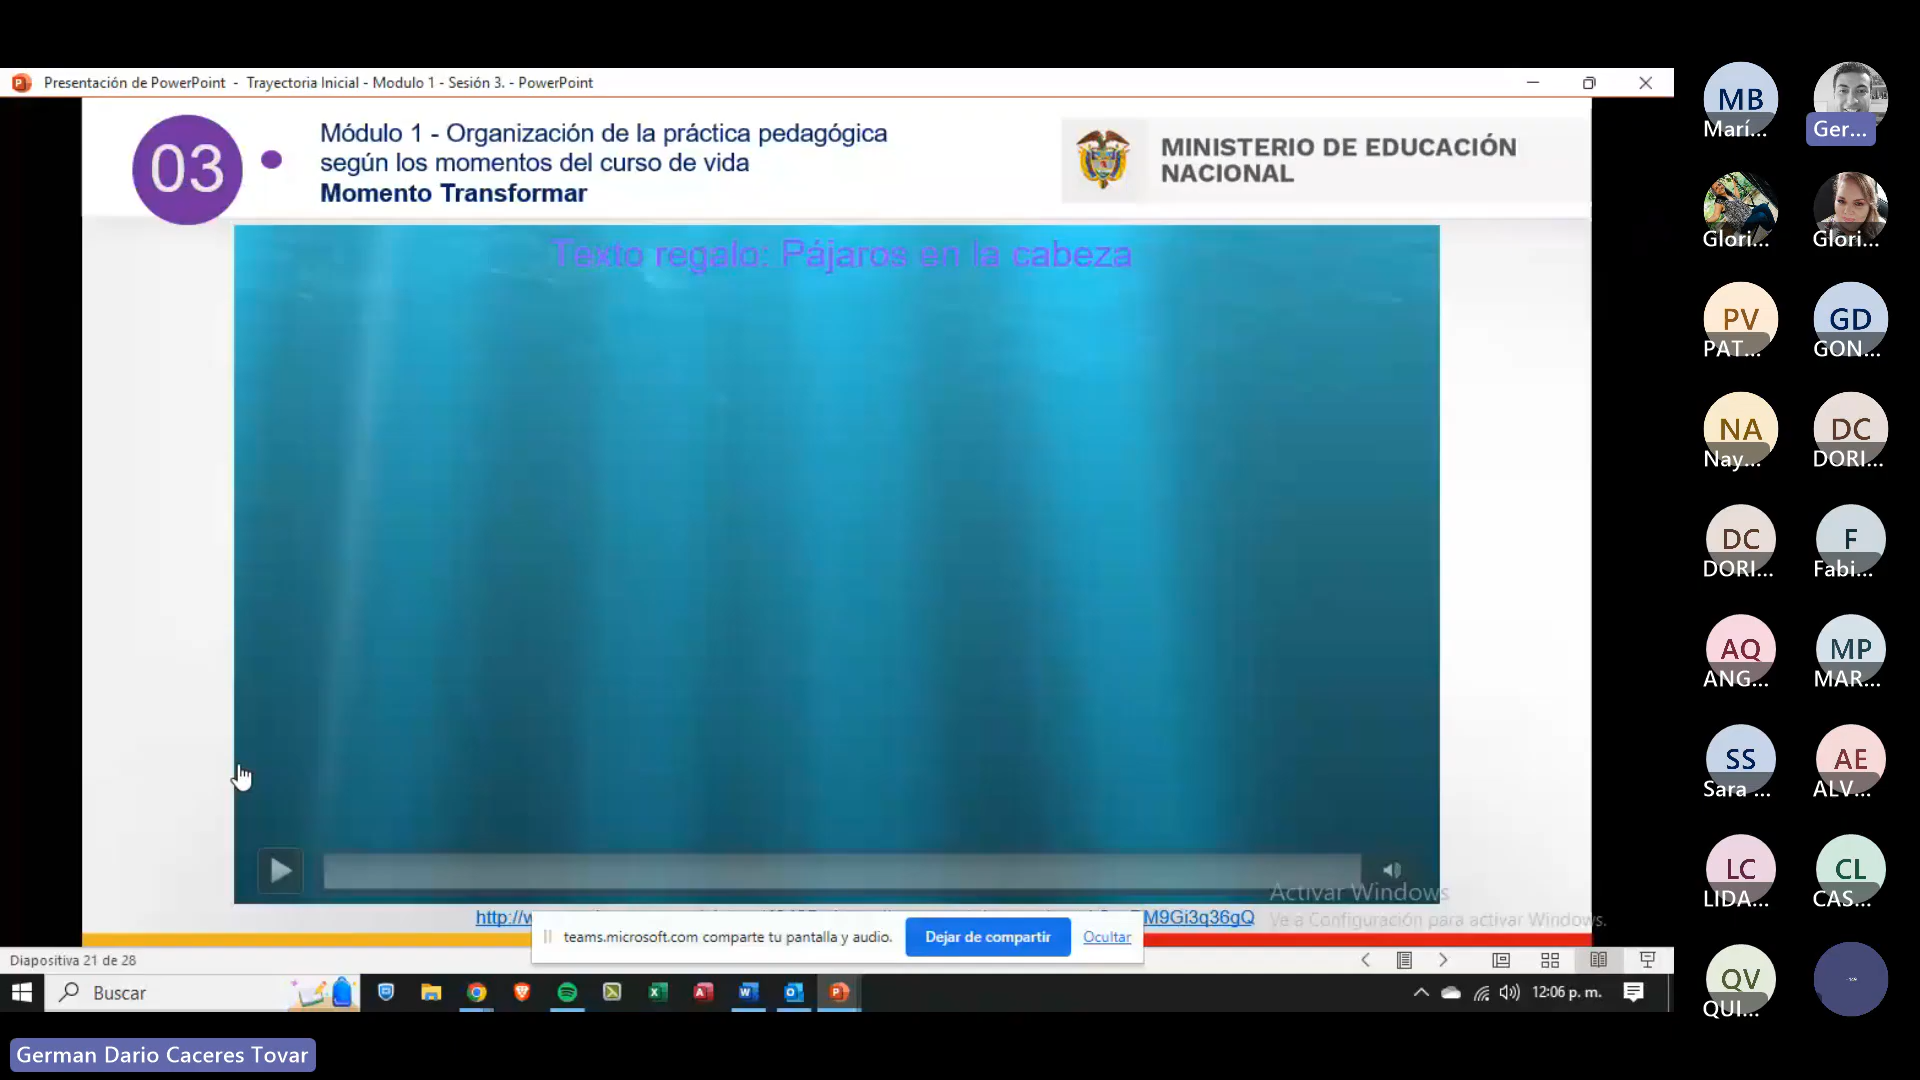 Presentación de PowerPoint - Trayectoria Inicial - Modulo 1 - Sesión 3. - PowerPoint
03
Módulo 1 - Organización de la práctica pedagógica
según los momentos del curso de vida
Momento Transformar
MINISTERIO DE EDUCACIÓN
NACIONAL
Texto regalo: Pájaros en la cabeza
Activar Windows
Ve a Configuración para activar Windows.
http://w
M9Gi3q36gQ
teams.microsoft.com comparte tu pantalla y audio.
Dejar de compartir
Ocultar
Diapositiva 21 de 28
Buscar
12:06 p. m.
German Dario Caceres Tovar
MB
Marí...
Ger...
Glori...
Glori...
PV
PAT...
GD
GON...
NA
Nay...
DC
DORI...
DC
DORI...
F
Fabi...
AQ
ANG...
MP
MAR...
SS
Sara ...
AE
ALV...
LC
LIDA...
CL
CAS...
QV
QUI...